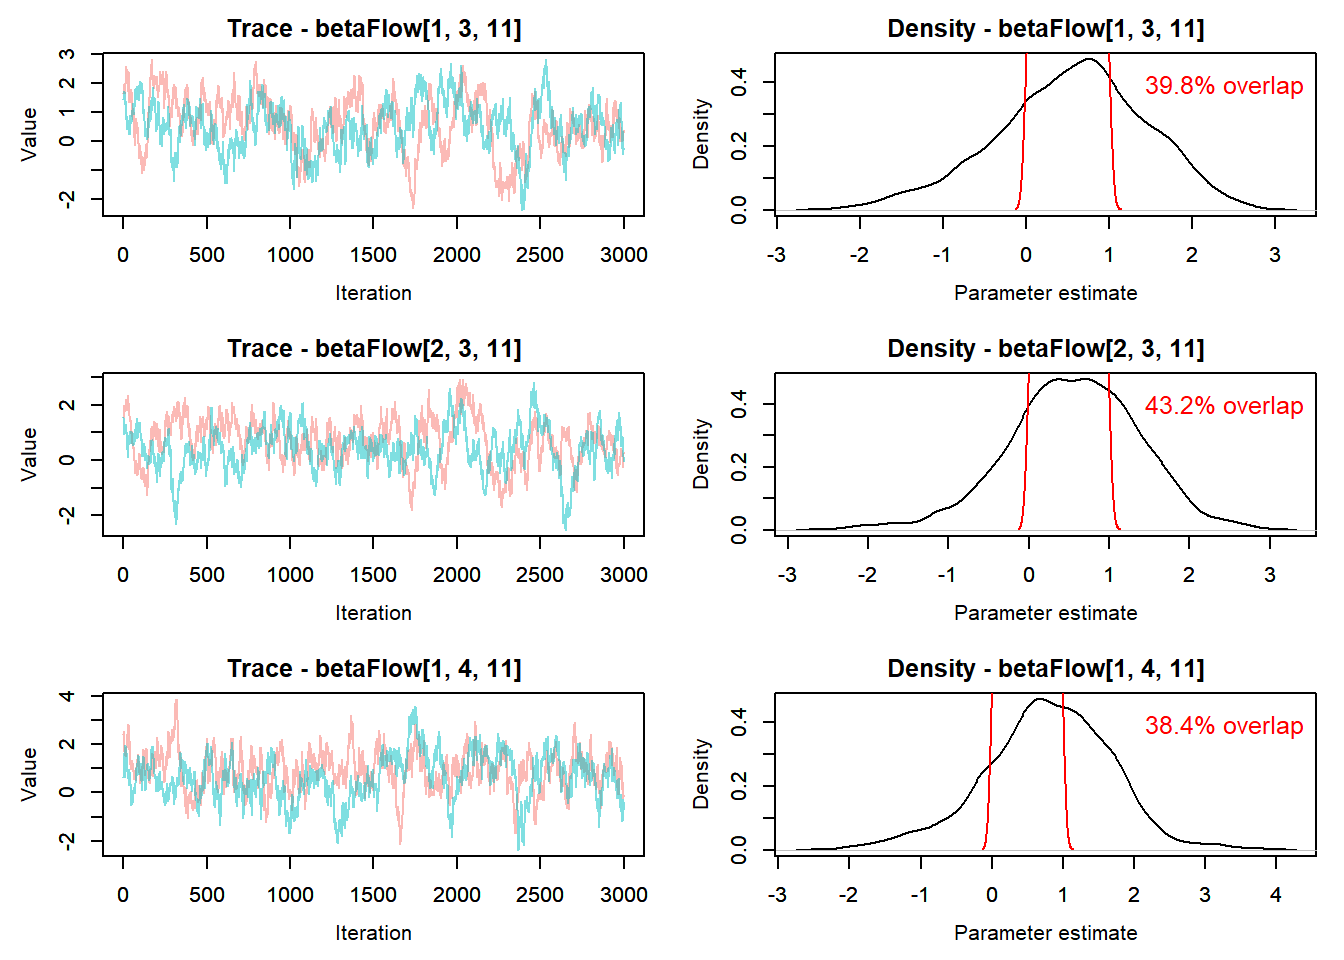 Trace - betaFlow[1, 3, 11]
Value
-2 0 1 2 3
0 500 1000 1500 2000 2500 3000
Iteration
Density - betaFlow[1, 3, 11]
Density
0.0 0.2 0.4
39.8% overlap
-3 -2 -1 0 1 2 3
Parameter estimate
Trace - betaFlow[2, 3, 11]
Value
-2 0 2
0 500 1000 1500 2000 2500 3000
Iteration
Density - betaFlow[2, 3, 11]
Density
0.0 0.2 0.4
43.2% overlap
-3 -2 -1 0 1 2 3
Parameter estimate
Trace - betaFlow[1, 4, 11]
Value
-2 0 2 4
0 500 1000 1500 2000 2500 3000
Iteration
Density - betaFlow[1, 4, 11]
Density
0.0 0.2 0.4
38.4% overlap
-3 -2 -1 0 1 2 3 4
Parameter estimate